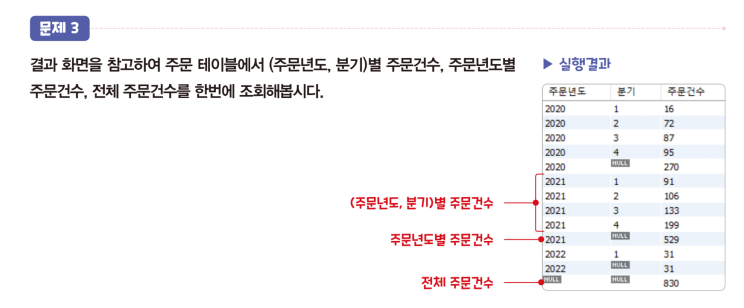 문제 3
결과 화면을 참고하여 주문 테이블에서 (주문년도, 분기)별 주문건수, 주문년도별
주문건수, 전체 주문건수를 한번에 조회해봅시다.
▶ 실행결과
주문년도 분기 주문건수
2020 1 16
2020 2 72
2020 3 87
2020 4 95
2020 NULL 270
2021 1 91
2021 2 106
2021 3 133
2021 4 199
2021 NULL 529
2022 1 31
2022 NULL 31
NULL NULL 830
(주문년도, 분기)별 주문건수
주문년도별 주문건수
전체 주문건수